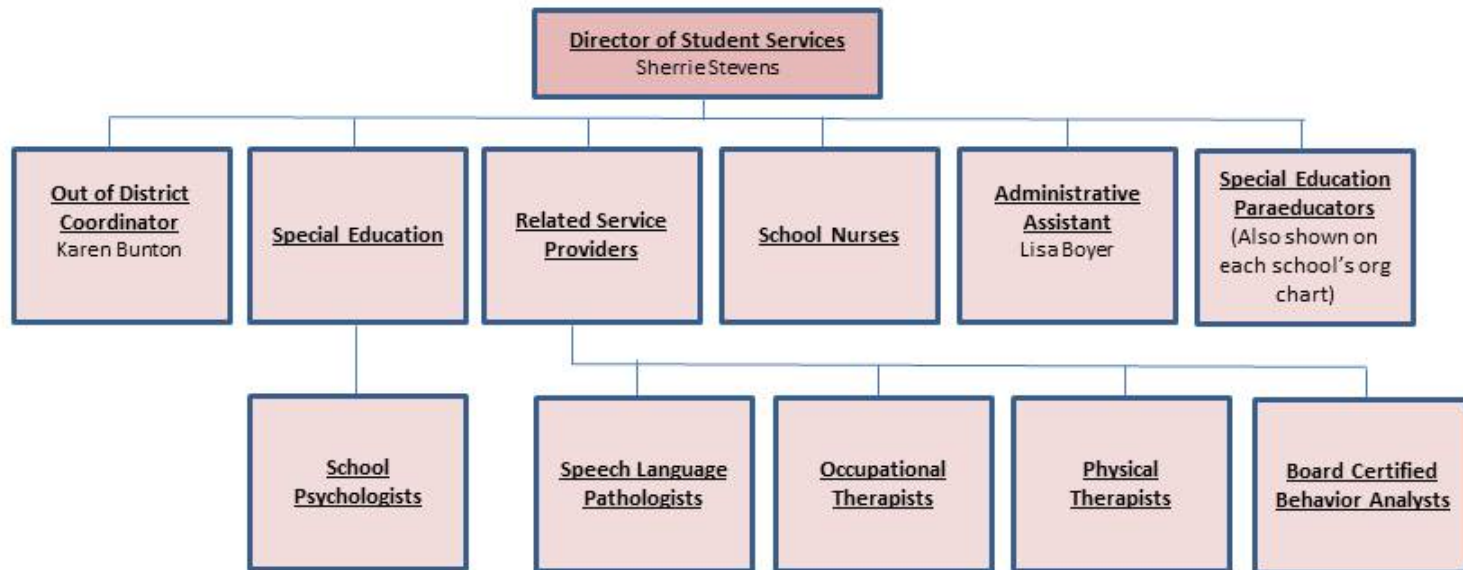 Director of Student Services
Sherrie Stevens
Out of District
Coordinator
Karen Bunton
Special Education
Related Service
Providers
School Nurses
Administrative
Assistant
Lisa Boyer
Special Education
Paraeducators
(Also shown on
each school’s org
chart)
School
Psychologists
Speech Language
Pathologists
Occupational
Therapists
Physical
Therapists
Board Certified
Behavior Analysts